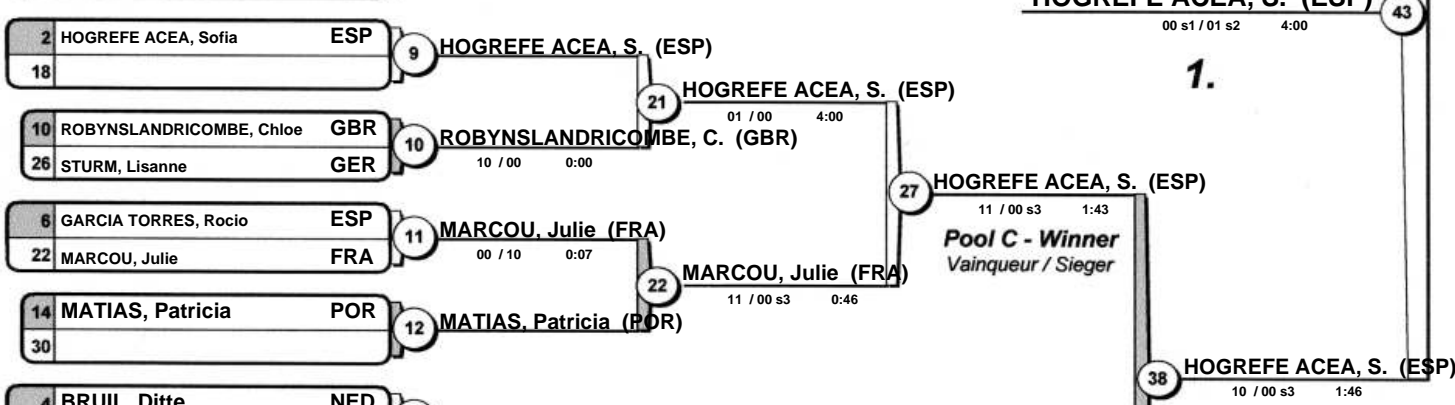 HOGREFE ACEA, S. (ESP)
43
00 s1 / 01 s2 4:00
1.
2 HOGREFE ACEA, Sofia ESP
18
9 HOGREFE ACEA, S. (ESP)
21 HOGREFE ACEA, S. (ESP)
01 / 00 4:00
10 ROBYNSLANDRICOMBE, Chloe GBR
26 STURM, Lisanne GER
10 ROBYNSLANDRICOMBE, C. (GBR)
10 / 00 0:00
27 HOGREFE ACEA, S. (ESP)
11 / 00 s3 1:43
Pool C - Winner
Vainqueur / Sieger
6 GARCIA TORRES, Rocio ESP
22 MARCOU, Julie FRA
11 MARCOU, Julie (FRA)
00 / 10 0:07
22 MARCOU, Julie (FRA)
11 / 00 s3 0:46
14 MATIAS, Patricia POR
30
12 MATIAS, Patricia (POR)
38 HOGREFE ACEA, S. (ESP)
10 / 00 s3 1:46
4 BRUIL, Ditte NED